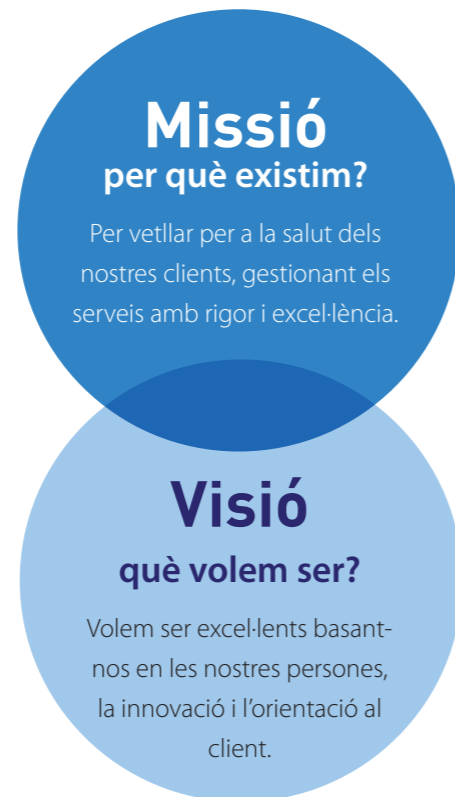 Missió
per què existim?
Per vetllar per a la salut dels
nostres clients, gestionant els
serveis amb rigor i excel·lència.
Visió
què volem ser?
Volem ser excel·lents basant-
nos en les nostres persones,
la innovació i l’orientació al
client.